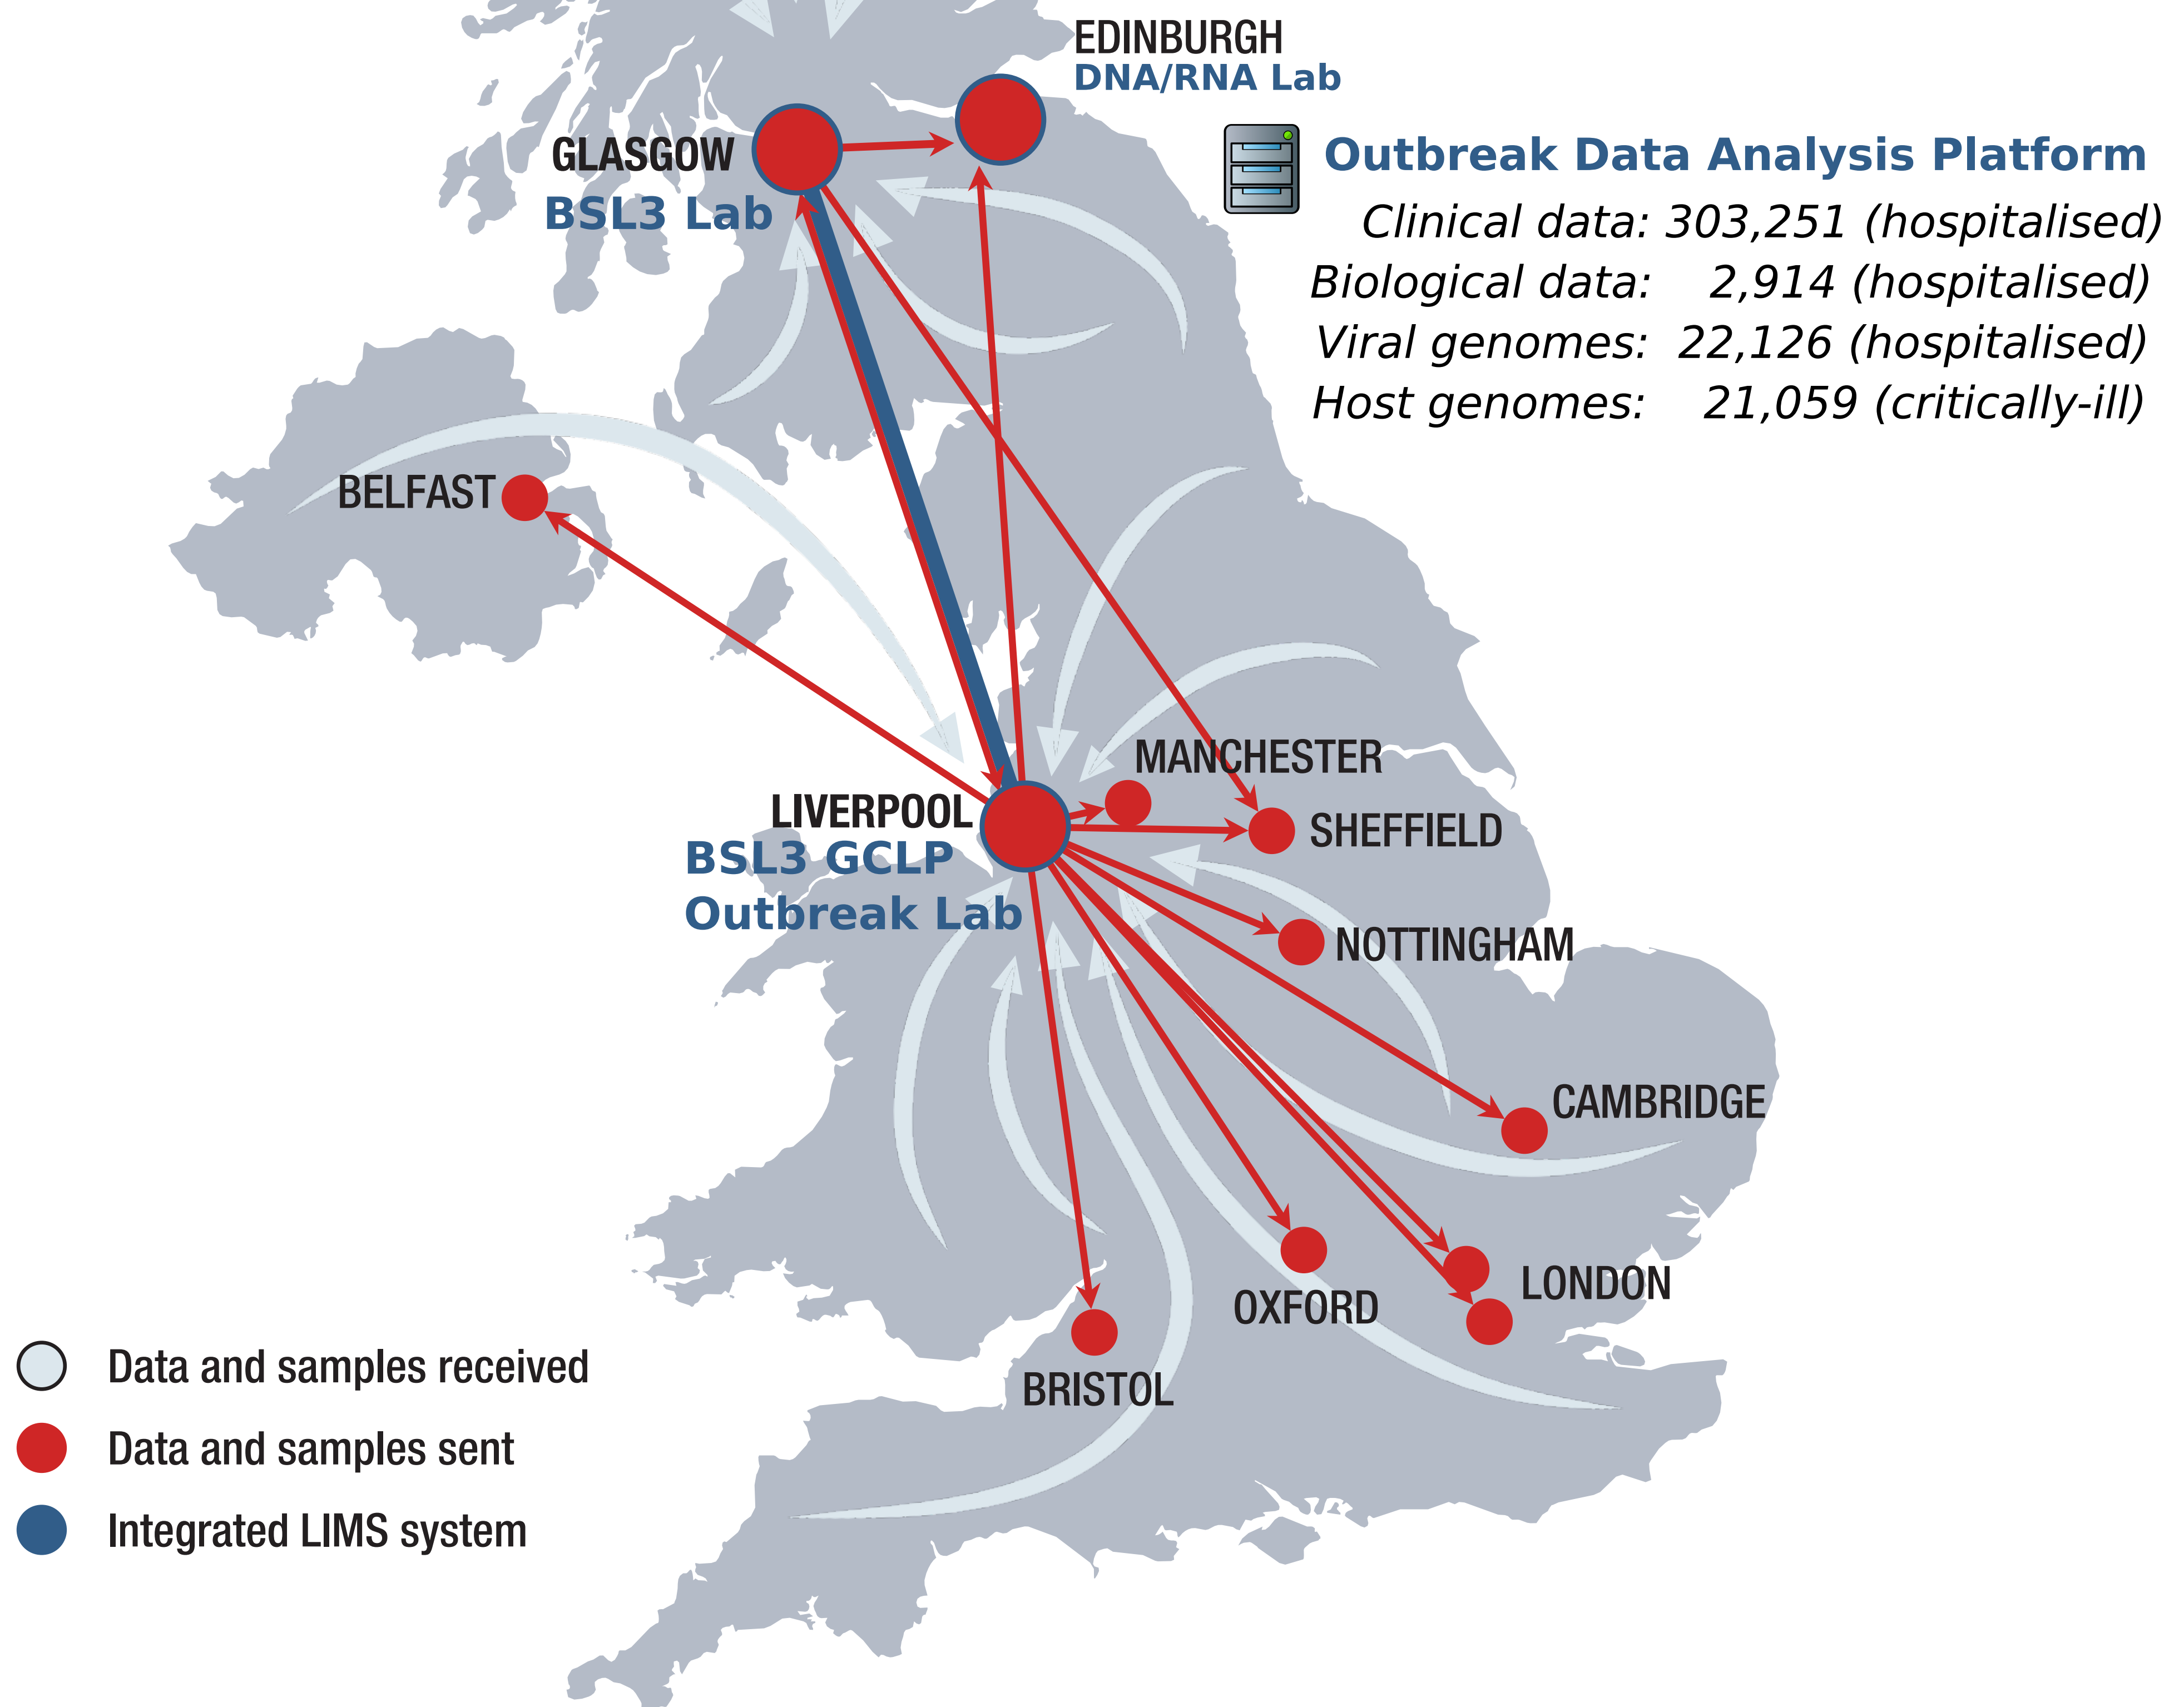 EDINBURGH
DNA/RNA Lab
GLASGOW
BSL3 Lab
Outbreak Data Analysis Platform
Clinical data: 303,251 (hospitalised)
Biological data: 2,914 (hospitalised)
Viral genomes: 22,126 (hospitalised)
Host genomes: 21,059 (critically-ill)
BELFAST
MANCHESTER
LIVERPOOL
BSL3 GCLP
Outbreak Lab
SHEFFIELD
NOTTINGHAM
CAMBRIDGE
LONDON
OXFORD
BRISTOL
Data and samples received
Data and samples sent
Integrated LIMS system